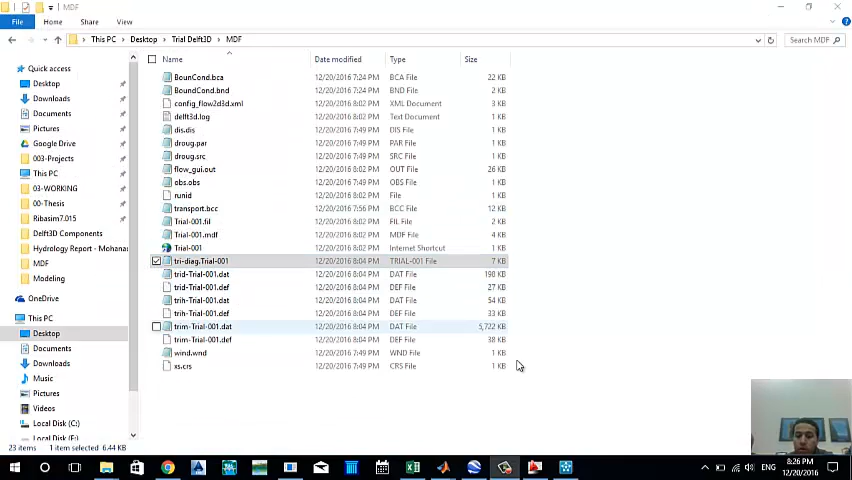 File
Home
Share
View
This PC
Desktop
Trial Delft3D
MDF
Search MDF
Quick access
Desktop
Downloads
Documents
Pictures
Google Drive
003-Projects
This PC
03-WORKING
00-Thesis
Ribasim7.015
Delft3D Components
Hydrology Report - Mohana
MDF
Modeling
OneDrive
This PC
Desktop
Documents
Downloads
Music
Pictures
Videos
Local Disk (C:)
Local Disk (E:)
Name Date modified Type Size
BounCond.bca 12/20/2016 7:24 PM BCA File 22 KB
BoundCond.bnd 12/20/2016 7:24 PM BND File 2 KB
config_flow2d3d.xml 12/20/2016 8:02 PM XML Document 3 KB
delft3d.log 12/20/2016 8:02 PM Text Document 1 KB
dis.dis 12/20/2016 7:49 PM DIS File 1 KB
droug.par 12/20/2016 7:49 PM PAR File 1 KB
droug.src 12/20/2016 7:49 PM SRC File 1 KB
flow_gui.out 12/20/2016 8:02 PM OUT File 26 KB
obs.obs 12/20/2016 7:49 PM OBS File 1 KB
runid 12/20/2016 8:02 PM File 1 KB
transport.bcc 12/20/2016 7:56 PM BCC File 12 KB
Trial-001.fil 12/20/2016 8:02 PM FIL File 2 KB
Trial-001.mdf 12/20/2016 8:02 PM MDF File 4 KB
Trial-001 12/20/2016 8:02 PM Internet Shortcut 1 KB
tri-diag.Trial-001 12/20/2016 8:04 PM TRIAL-001 File 7 KB
trid-Trial-001.dat 12/20/2016 8:04 PM DAT File 198 KB
trid-Trial-001.def 12/20/2016 8:04 PM DEF File 27 KB
trih-Trial-001.dat 12/20/2016 8:04 PM DAT File 54 KB
trih-Trial-001.def 12/20/2016 8:04 PM DEF File 33 KB
trim-Trial-001.dat 12/20/2016 8:04 PM DAT File 5,722 KB
trim-Trial-001.def 12/20/2016 8:04 PM DEF File 38 KB
wind.wnd 12/20/2016 7:49 PM WND File 1 KB
xs.crs 12/20/2016 7:49 PM CRS File 1 KB
23 items 1 item selected 6.44 KB
ENG
8:26 PM
12/20/2016